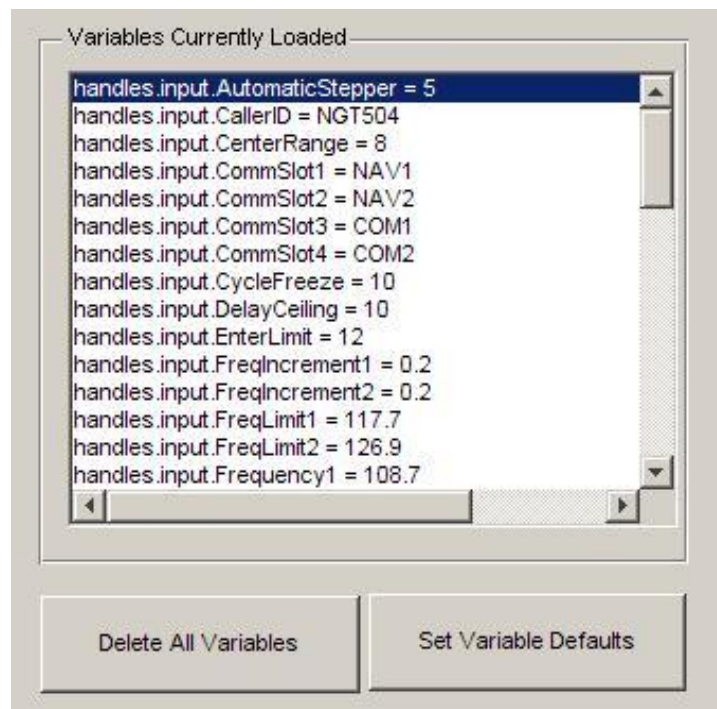 Variables Currently Loaded
handles.input.AutomaticStepper = 5
handles.input.CallerID = NGT504
handles.input.CenterRange = 8
handles.input.CommSlot1 = NAV1
handles.input.CommSlot2 = NAV2
handles.input.CommSlot3 = COM1
handles.input.CommSlot4 = COM2
handles.input.CycleFreeze = 10
handles.input.DelayCeiling = 10
handles.input.EnterLimit = 12
handles.input.FreqIncrement1 = 0.2
handles.input.FreqIncrement2 = 0.2
handles.input.FreqLimit1 = 117.7
handles.input.FreqLimit2 = 126.9
handles.input.Frequency1 = 108.7
Delete All Variables
Set Variable Defaults